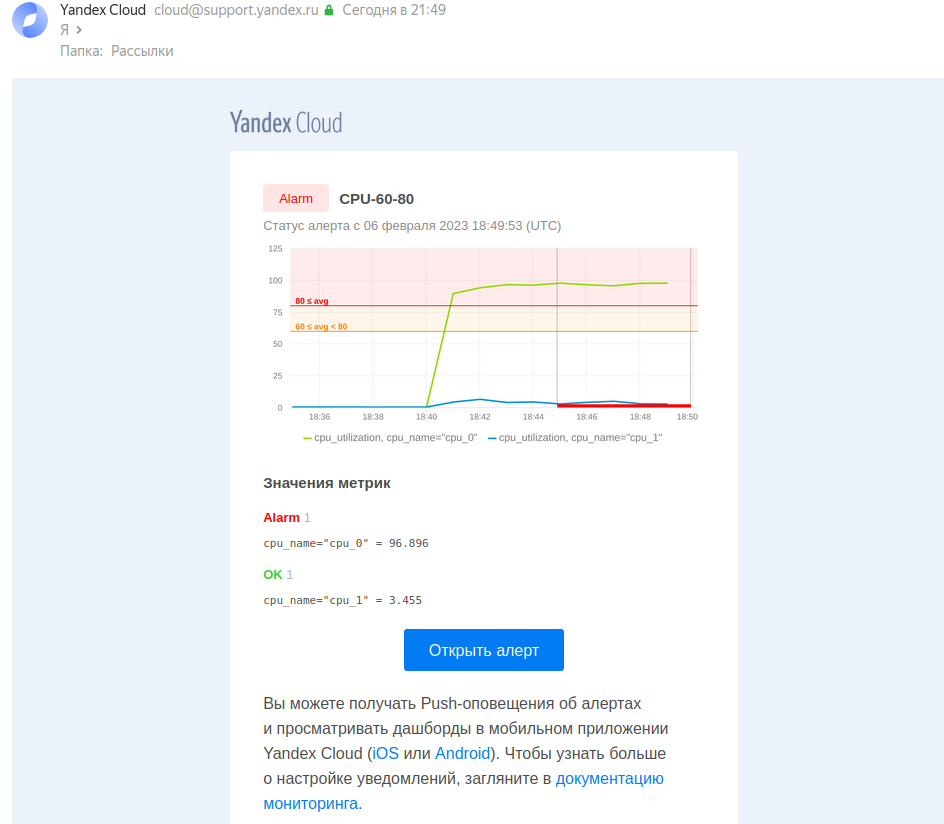 Yandex Cloud cloud@support.yandex.ru Сегодня в 21:49
Я >
Папка: Рассылки
Yandex Cloud
Alarm CPU-60-80
Статус алерта с 06 февраля 2023 18:49:53 (UTC)
125
100
80 ≤ avg
75
60 ≤ avg < 80
50
25
0
18:36 18:38 18:40 18:42 18:44 18:46 18:48 18:50
cpu_utilization, cpu_name="cpu_0" cpu_utilization, cpu_name="cpu_1"
Значения метрик
Alarm 1
cpu_name="cpu_0" = 96.896
OK 1
cpu_name="cpu_1" = 3.455
Открыть алерт
Вы можете получать Push-оповещения об алертах
и просматривать дашборды в мобильном приложении
Yandex Cloud (iOS или Android). Чтобы узнать больше
о настройке уведомлений, загляните в документацию
мониторинга.